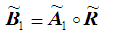 B̃₁ = Ã₁ ∘ R̃